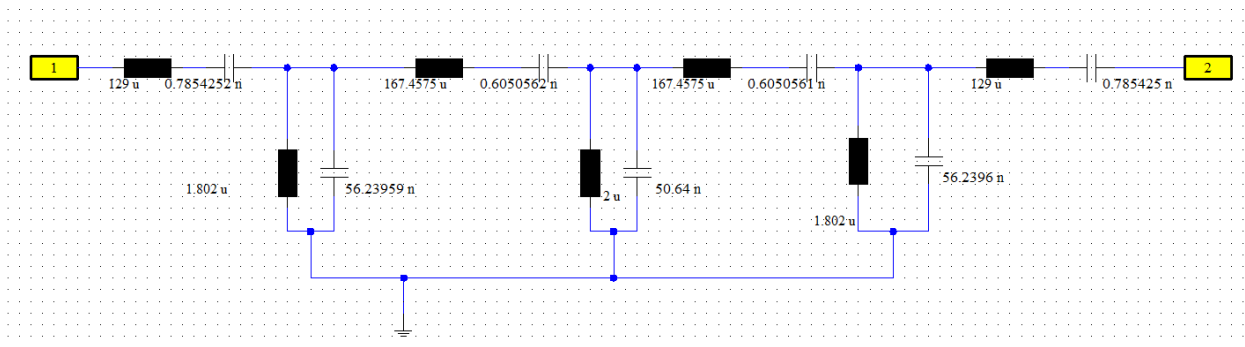 1
2
129 u
0.7854252 n
167.4575 u
0.6050562 n
167.4575 u
0.6050561 n
129 u
0.785425 n
1.802 u
56.23959 n
2 u
50.64 n
1.802 u
56.2396 n